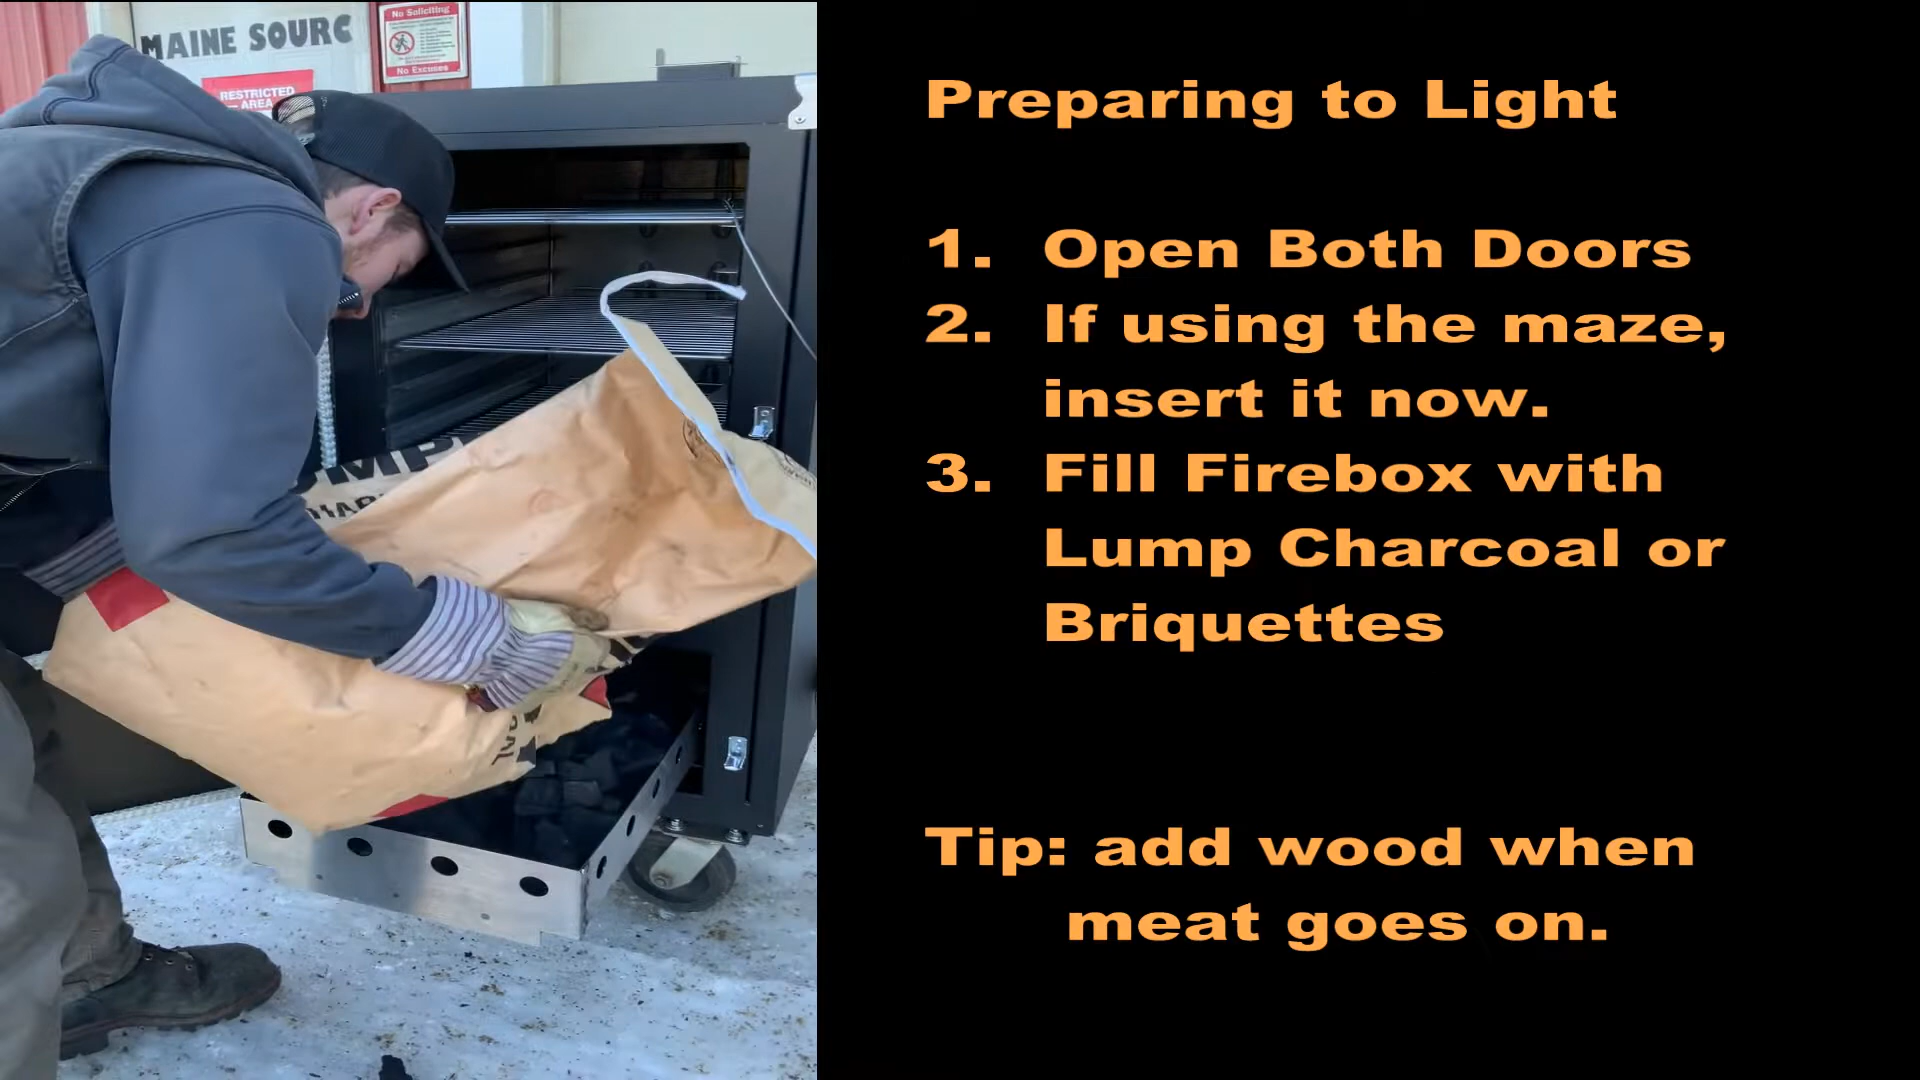 MAINE SOURC
No Soliciting
No Excuses
RESTRICTED
AREA
Preparing to Light
1. Open Both Doors
2. If using the maze,
insert it now.
3. Fill Firebox with
Lump Charcoal or
Briquettes
Tip: add wood when
meat goes on.